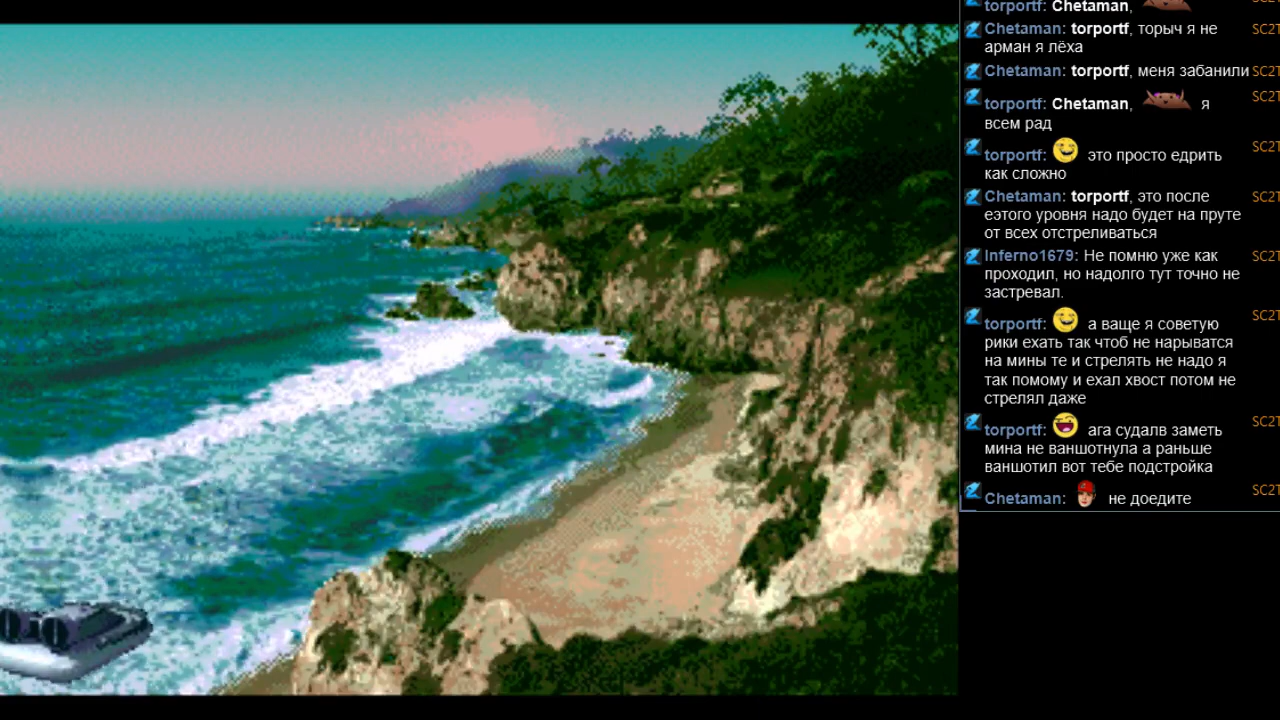 torportf: Chetaman,
Chetaman: torportf, торыч я не
арман я лёха
Chetaman: torportf, меня забанили
torportf: Chetaman, я
всем рад
torportf: это просто едрить
как сложно
Chetaman: torportf, это после
еэтого уровня надо будет на пруте
от всех отстреливаться
Inferno1679: Не помню уже как
проходил, но надолго тут точно не
застревал.
torportf: а ваще я советую
рики ехать так чтоб не нарыватся
на мины те и стрелять не надо я
так помому и ехал хвост потом не
стрелял даже
torportf: ага судалв заметь
мина не ваншотнула а раньше
ваншотил вот тебе подстройка
Chetaman: не доедите